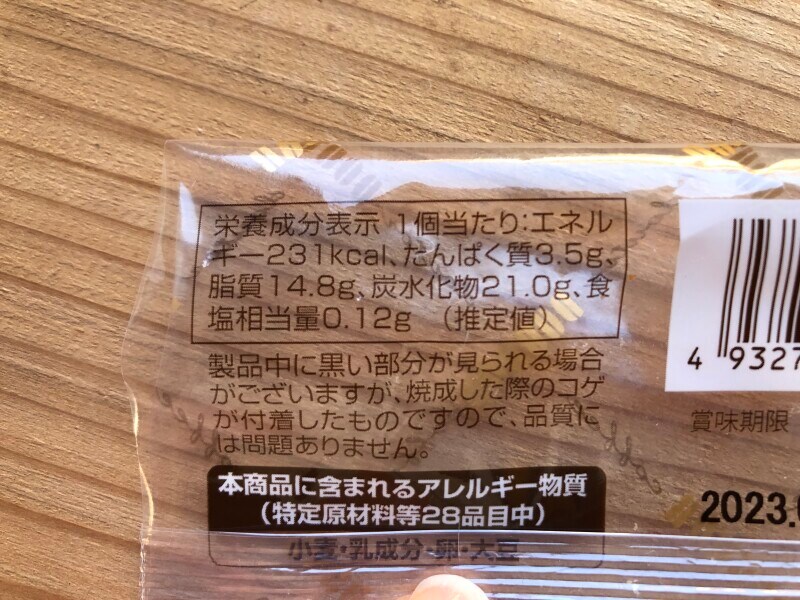 栄養成分表示 1個当たり:エネル
ギー231kcal、たんぱく質3.5g、
脂質14.8g、炭水化物21.0g、食
塩相当量0.12g (推定値)
製品中に黒い部分が見られる場合
がございますが、焼成した際のコゲ
が付着したものですので、品質に
は問題ありません。
本商品に含まれるアレルギー物質
(特定原材料等28品目中)
小麦・乳成分・卵・大豆
4 9327
賞味期限
2023.